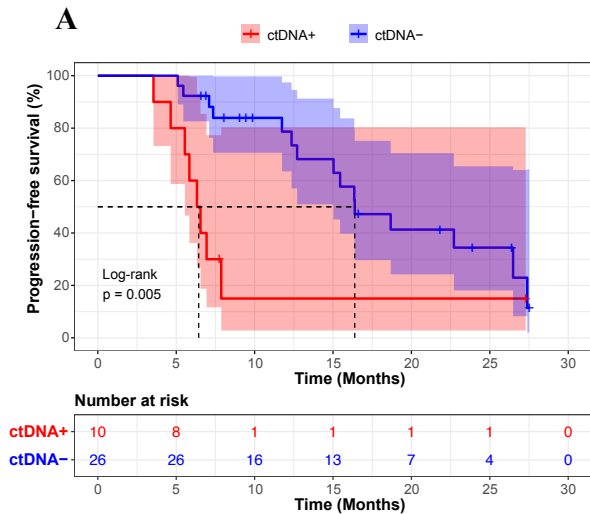 A
ctDNA+ ctDNA−
Progression−free survival (%)
100
80
60
40
20
0
Log-rank
p = 0.005
0 5 10 15 20 25 30
Time (Months)
Number at risk
ctDNA+ 10 8 1 1 1 1 0
ctDNA− 26 26 16 13 7 4 0
0 5 10 15 20 25 30
Time (Months)